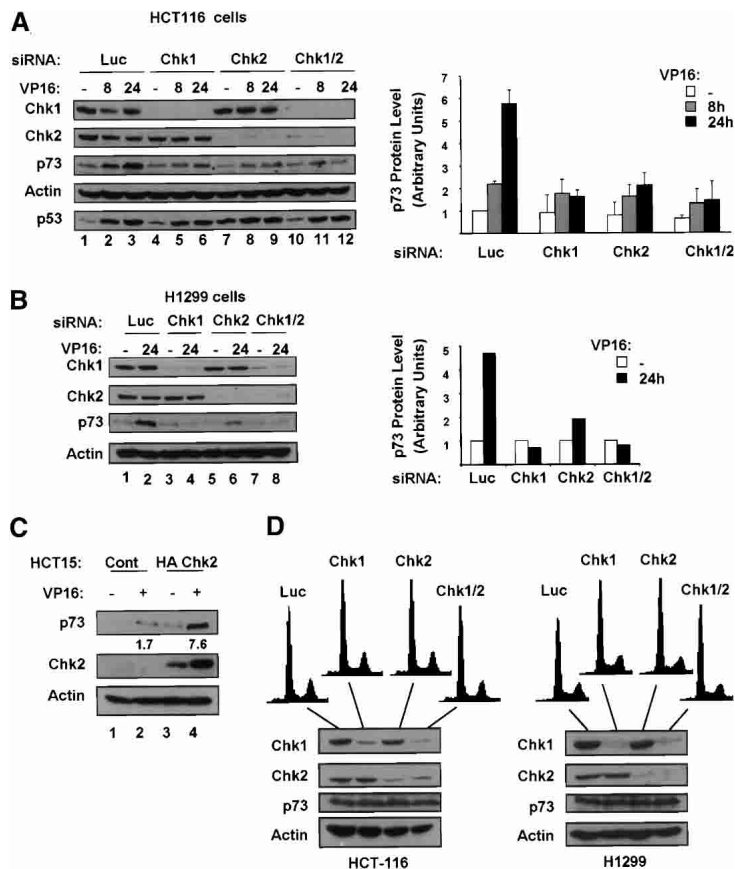 A
HCT116 cells
siRNA: Luc Chk1 Chk2 Chk1/2
VP16: - 8 24 - 8 24 - 8 24 - 8 24
Chk1
Chk2
p73
Actin
p53
1 2 3 4 5 6 7 8 9 10 11 12
p73 Protein Level
(Arbitrary Units)
7
6
5
4
3
2
1
VP16:
-
8h
24h
siRNA: Luc Chk1 Chk2 Chk1/2
B
H1299 cells
siRNA: Luc Chk1 Chk2 Chk1/2
VP16: - 24 - 24 - 24 - 24
Chk1
Chk2
p73
Actin
1 2 3 4 5 6 7 8
p73 Protein Level
(Arbitrary Units)
5
4
3
2
1
VP16:
-
24h
siRNA: Luc Chk1 Chk2 Chk1/2
C
HCT15: Cont HA Chk2
VP16: - + - +
p73
1.7 7.6
Chk2
Actin
1 2 3 4
D
Luc Chk1 Chk2 Chk1/2
Chk1
Chk2
p73
Actin
HCT-116
Luc Chk1 Chk2 Chk1/2
Chk1
Chk2
p73
Actin
H1299